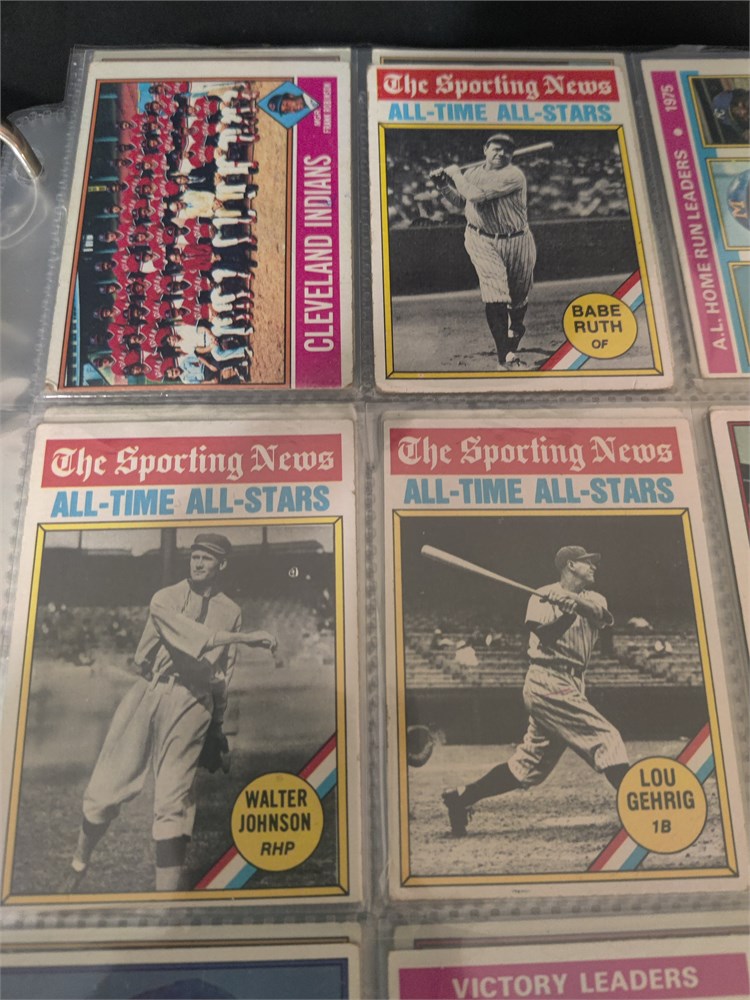 CLEVELAND INDIANS
MGR.
FRANK ROBINSON
The Sporting News
ALL-TIME ALL-STARS
BABE
RUTH
OF
A.L. HOME RUN LEADERS • 1975
The Sporting News
ALL-TIME ALL-STARS
WALTER
JOHNSON
RHP
The Sporting News
ALL-TIME ALL-STARS
LOU
GEHRIG
1B
VICTORY LEADERS